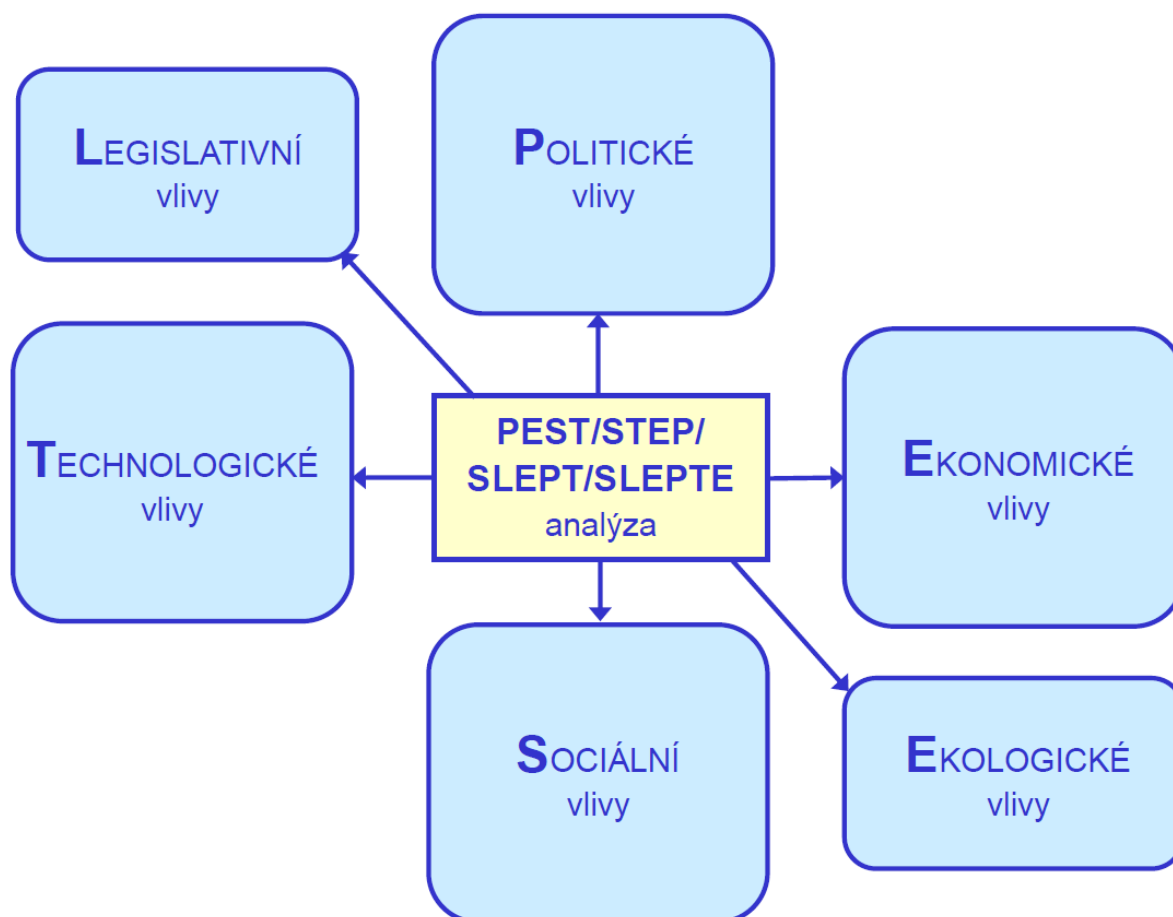 LEGISLATIVNÍ
vlivy
POLITICKÉ
vlivy
TECHNOLOGICKÉ
vlivy
PEST/STEP/
SLEPT/SLEPTE
analýza
EKONOMICKÉ
vlivy
SOCIÁLNÍ
vlivy
EKOLOGICKÉ
vlivy